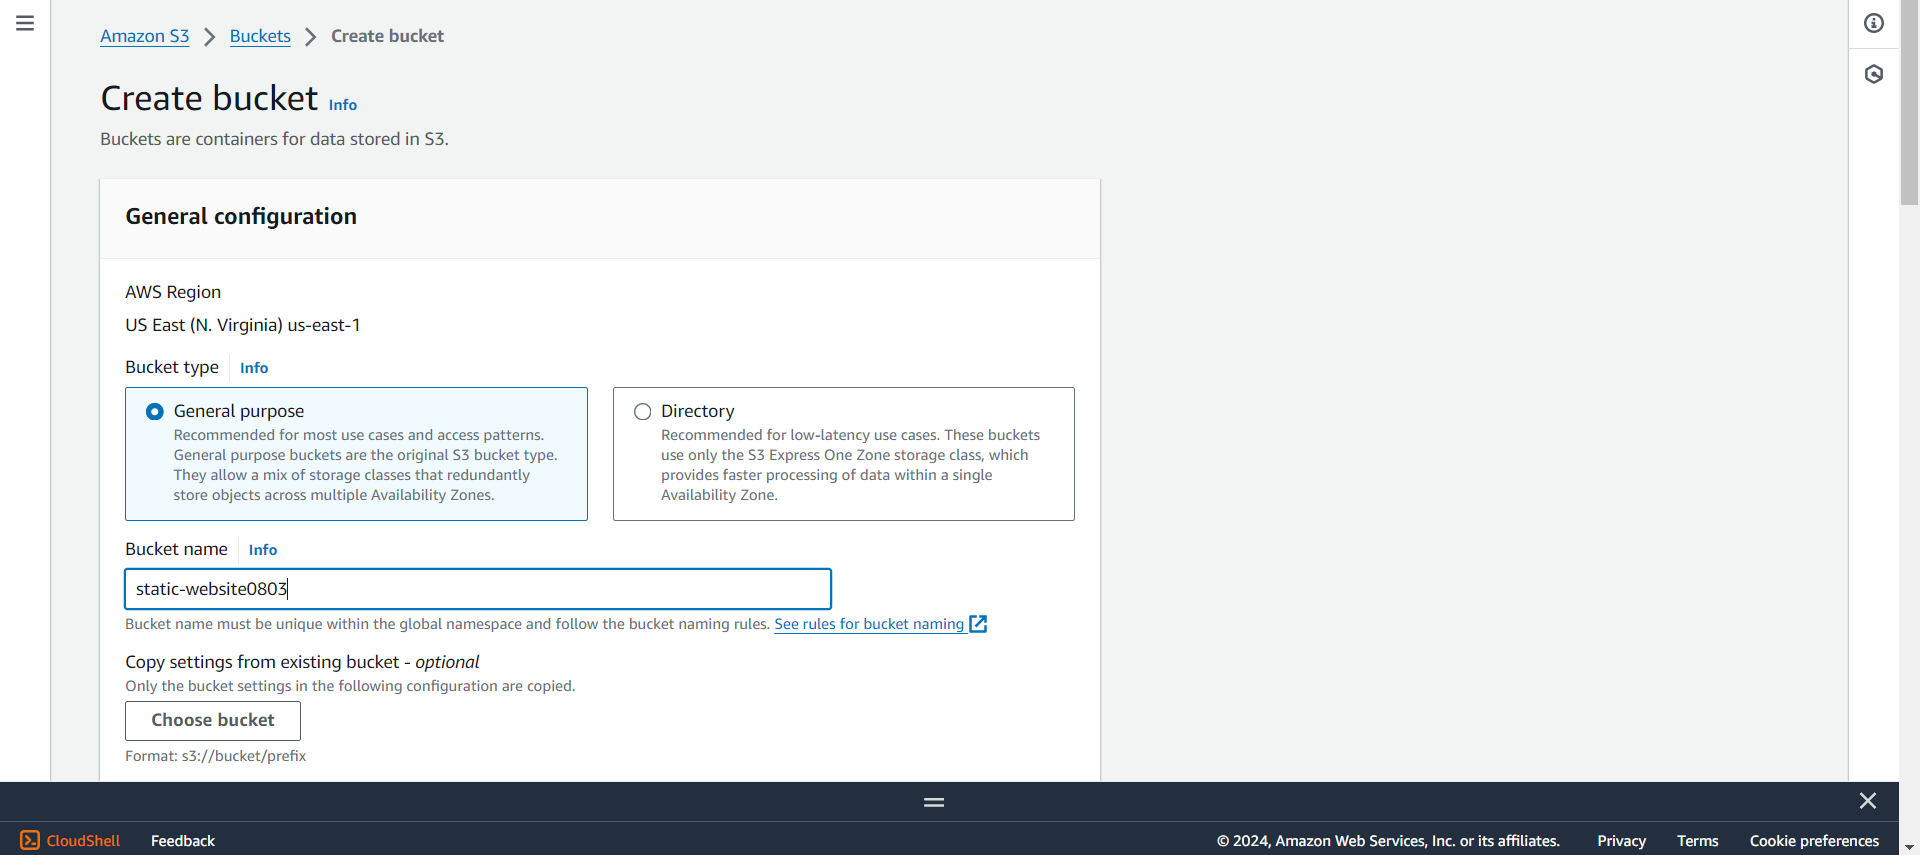 Amazon S3 Buckets Create bucket
Create bucket Info
Buckets are containers for data stored in S3.
General configuration
AWS Region
US East (N. Virginia) us-east-1
Bucket type Info
General purpose
Recommended for most use cases and access patterns.
General purpose buckets are the original S3 bucket type.
They allow a mix of storage classes that redundantly
store objects across multiple Availability Zones.
Directory
Recommended for low-latency use cases. These buckets
use only the S3 Express One Zone storage class, which
provides faster processing of data within a single
Availability Zone.
Bucket name Info
static-website0803
Bucket name must be unique within the global namespace and follow the bucket naming rules. See rules for bucket naming
Copy settings from existing bucket - optional
Only the bucket settings in the following configuration are copied.
Choose bucket
Format: s3://bucket/prefix
CloudShell Feedback © 2024, Amazon Web Services, Inc. or its affiliates. Privacy Terms Cookie preferences